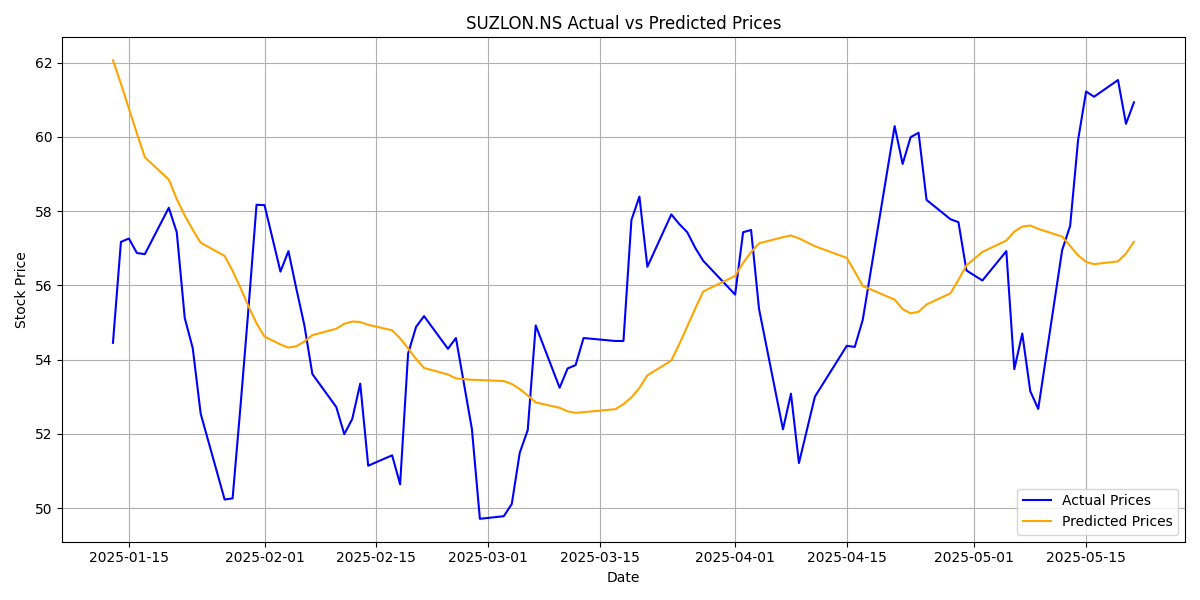 SUZLON.NS Actual vs Predicted Prices
62
60
58
56
54
52
50
Stock Price
Actual Prices
Predicted Prices
2025-01-15 2025-02-01 2025-02-15 2025-03-01 2025-03-15 2025-04-01 2025-04-15 2025-05-01 2025-05-15
Date